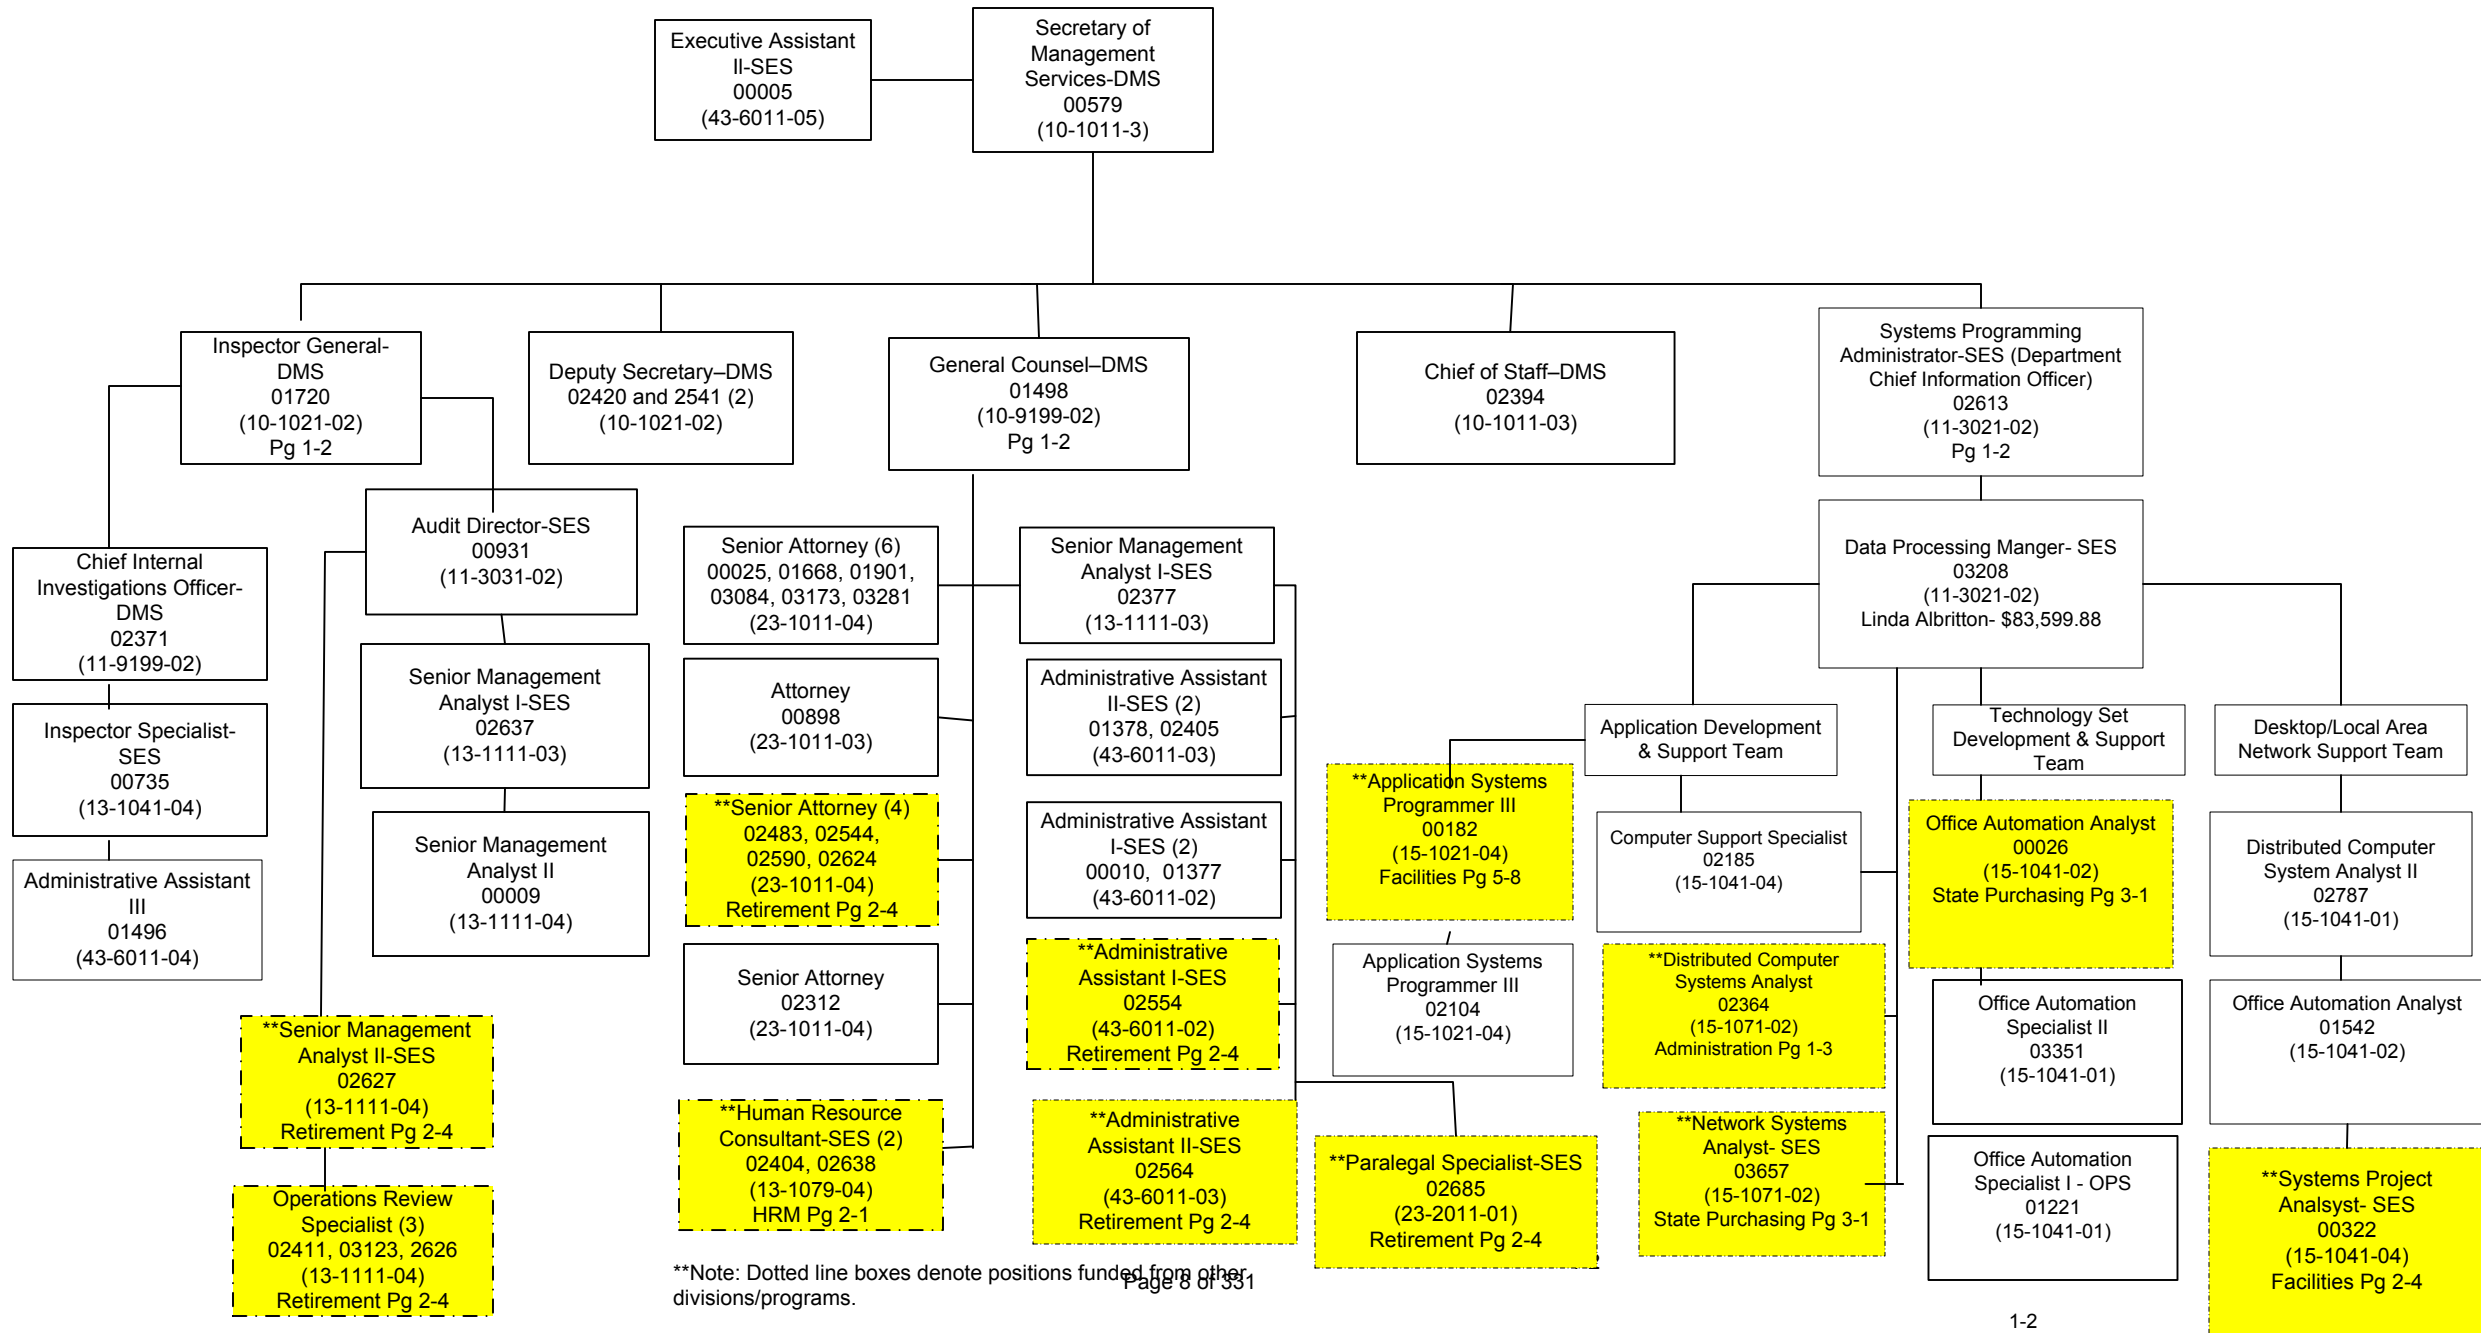 Executive Assistant
II-SES
00005
(43-6011-05)
Secretary of
Management
Services-DMS
00579
(10-1011-3)
Inspector General-
DMS
01720
(10-1021-02)
Pg 1-2
Deputy Secretary–DMS
02420 and 2541 (2)
(10-1021-02)
General Counsel–DMS
01498
(10-9199-02)
Pg 1-2
Chief of Staff–DMS
02394
(10-1011-03)
Systems Programming
Administrator-SES (Department
Chief Information Officer)
02613
(11-3021-02)
Pg 1-2
Chief Internal
Investigations Officer-
DMS
02371
(11-9199-02)
Inspector Specialist-
SES
00735
(13-1041-04)
Administrative Assistant
III
01496
(43-6011-04)
Audit Director-SES
00931
(11-3031-02)
Senior Management
Analyst I-SES
02637
(13-1111-03)
Senior Management
Analyst II
00009
(13-1111-04)
**Senior Management
Analyst II-SES
02627
(13-1111-04)
Retirement Pg 2-4
Operations Review
Specialist (3)
02411, 03123, 2626
(13-1111-04)
Retirement Pg 2-4
Senior Attorney (6)
00025, 01668, 01901,
03084, 03173, 03281
(23-1011-04)
Attorney
00898
(23-1011-03)
**Senior Attorney (4)
02483, 02544,
02590, 02624
(23-1011-04)
Retirement Pg 2-4
Senior Attorney
02312
(23-1011-04)
**Human Resource
Consultant-SES (2)
02404, 02638
(13-1079-04)
HRM Pg 2-1
Senior Management
Analyst I-SES
02377
(13-1111-03)
Administrative Assistant
II-SES (2)
01378, 02405
(43-6011-03)
Administrative Assistant
I-SES (2)
00010,  01377
(43-6011-02)
**Administrative
Assistant I-SES
02554
(43-6011-02)
Retirement Pg 2-4
**Administrative
Assistant II-SES
02564
(43-6011-03)
Retirement Pg 2-4
**Paralegal Specialist-SES
02685
(23-2011-01)
Retirement Pg 2-4
Data Processing Manger- SES
03208
(11-3021-02)
Linda Albritton- $83,599.88
Application Development
& Support Team
**Application Systems
Programmer III
00182
(15-1021-04)
Facilities Pg 5-8
Application Systems
Programmer III
02104
(15-1021-04)
Computer Support Specialist
02185
(15-1041-04)
**Distributed Computer
Systems Analyst
02364
(15-1071-02)
Administration Pg 1-3
**Network Systems
Analyst- SES
03657
(15-1071-02)
State Purchasing Pg 3-1
Technology Set
Development & Support
Team
Office Automation Analyst
00026
(15-1041-02)
State Purchasing Pg 3-1
Office Automation
Specialist II
03351
(15-1041-01)
Office Automation
Specialist I - OPS
01221
(15-1041-01)
Desktop/Local Area
Network Support Team
Distributed Computer
System Analyst II
02787
(15-1041-01)
Office Automation Analyst
01542
(15-1041-02)
**Systems Project
Analsyst- SES
00322
(15-1041-04)
Facilities Pg 2-4
**Note: Dotted line boxes denote positions funded from other
divisions/programs.
Page 8 of 331
1-2